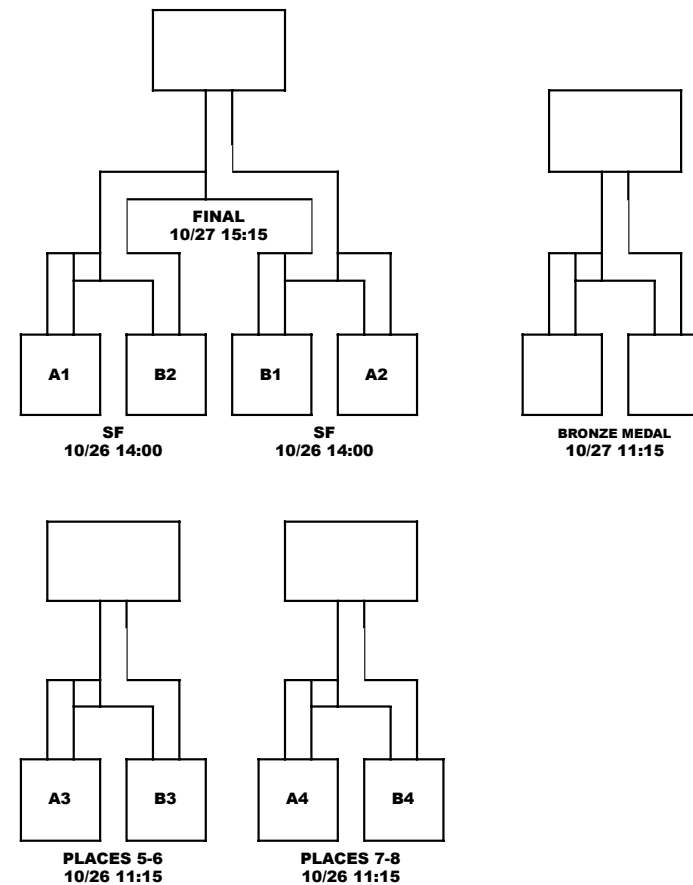 FINAL
10/27 15:15
A1
B2
B1
A2
SF
10/26 14:00
SF
10/26 14:00
BRONZE MEDAL
10/27 11:15
A3
B3
A4
B4
PLACES 5-6
10/26 11:15
PLACES 7-8
10/26 11:15